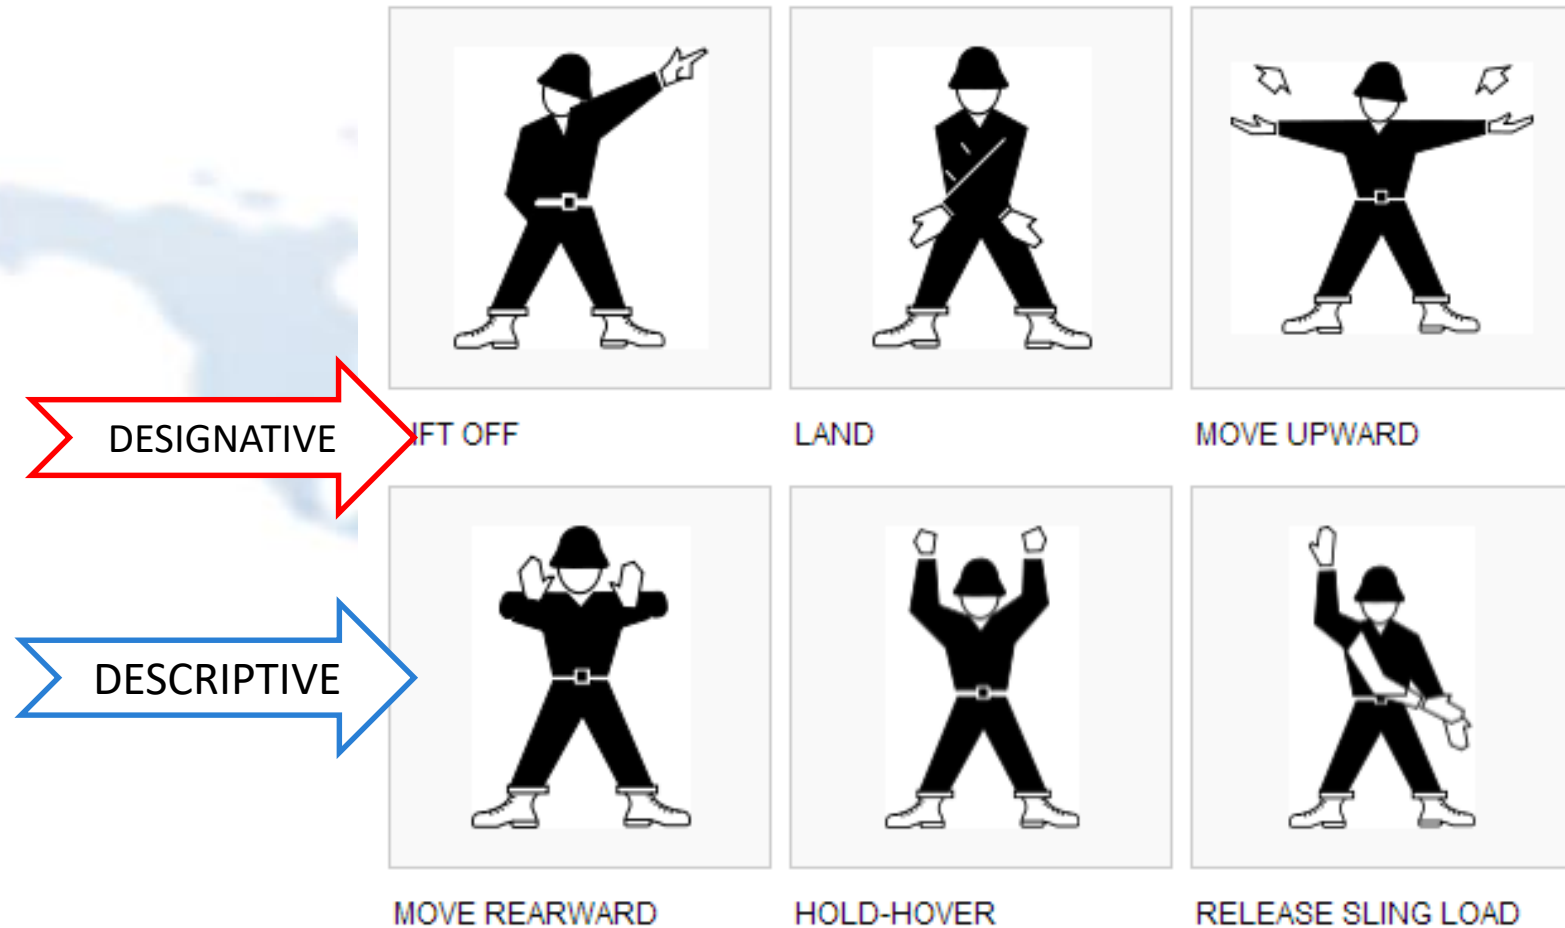 DESIGNATIVE
IFT OFF
LAND
MOVE UPWARD
DESCRIPTIVE
MOVE REARWARD
HOLD-HOVER
RELEASE SLING LOAD